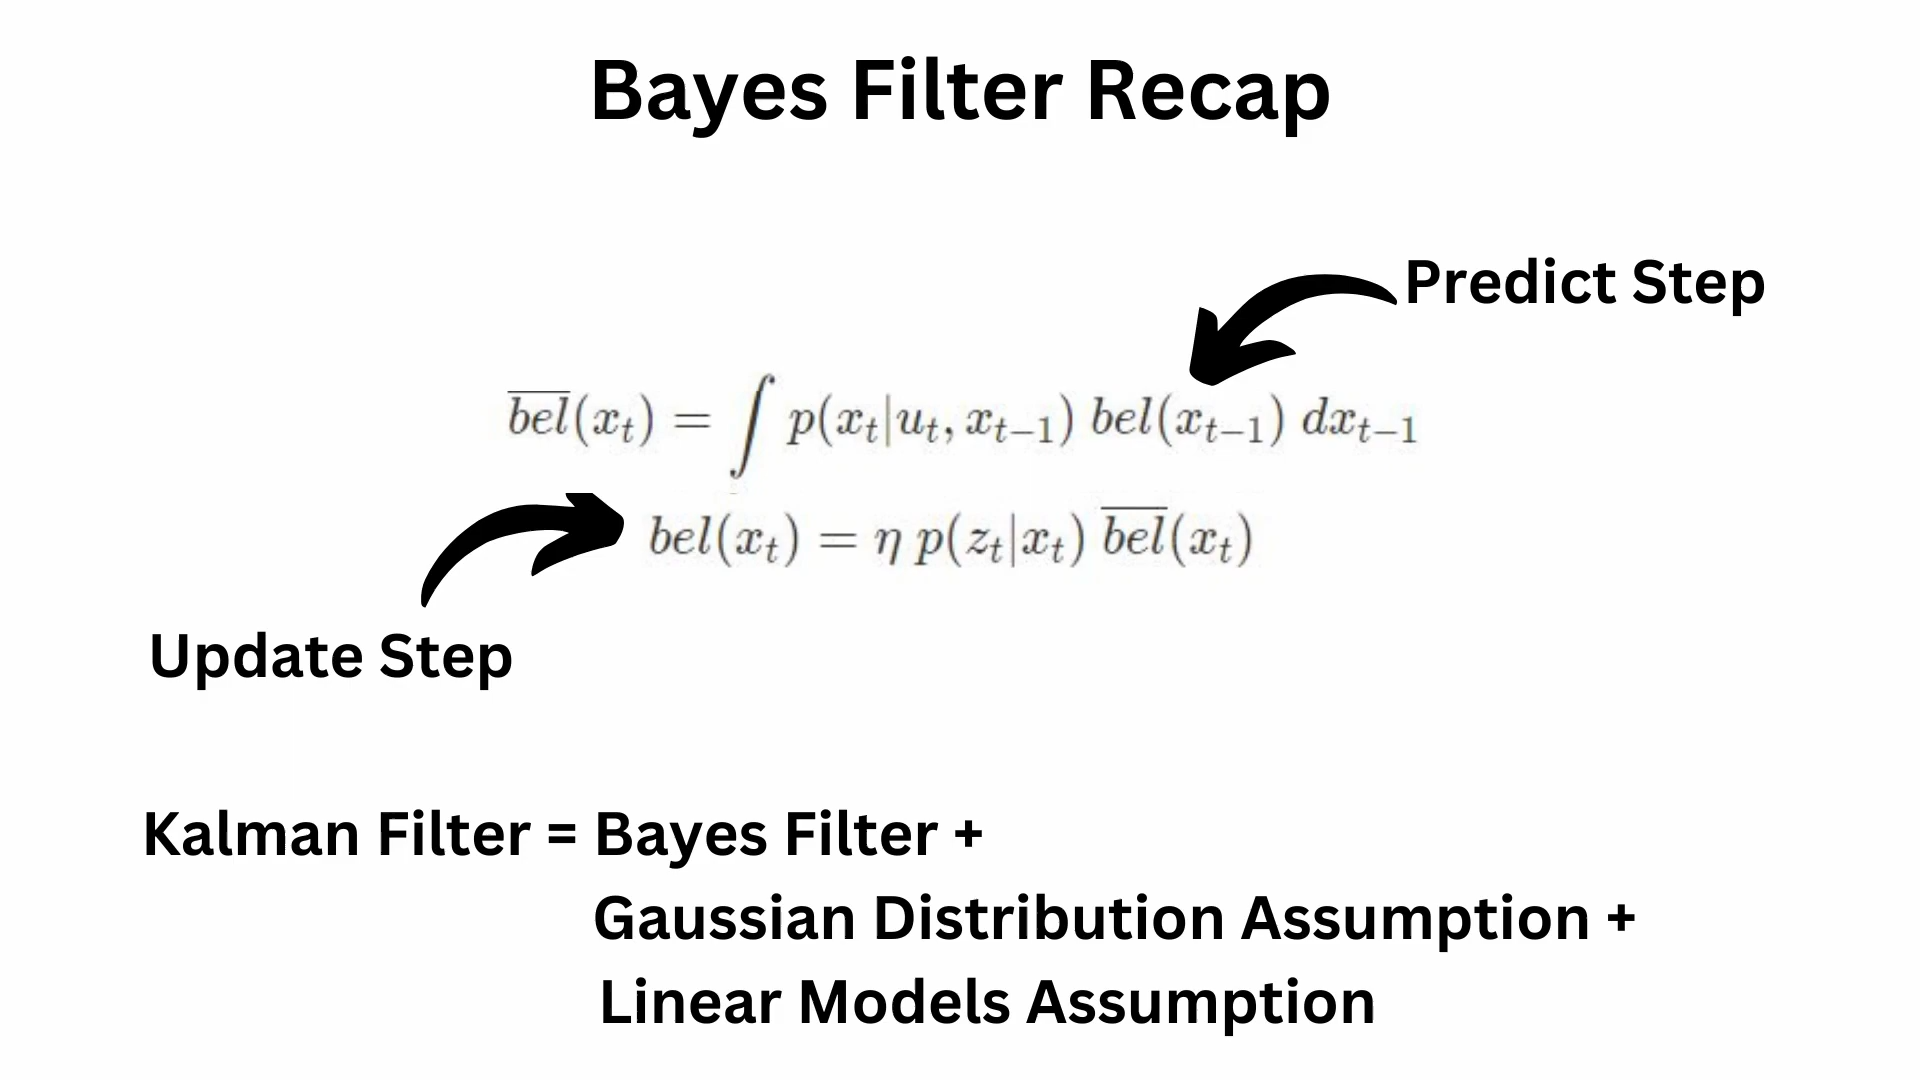 Bayes Filter Recap
Predict Step
$\overline{bel}(x_t) = \int p(x_t|u_t, x_{t-1}) \, bel(x_{t-1}) \, dx_{t-1}$
$bel(x_t) = \eta \, p(z_t|x_t) \, \overline{bel}(x_t)$
Update Step
Kalman Filter = Bayes Filter +
Gaussian Distribution Assumption +
Linear Models Assumption